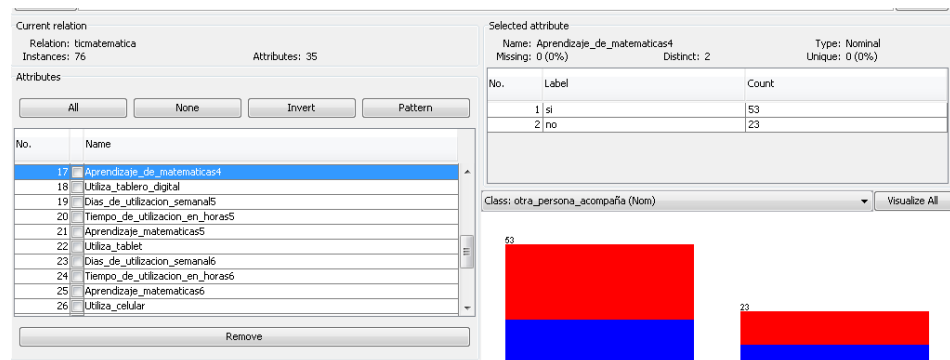 Current relation
Relation: ticmatematica
Instances: 76 Attributes: 35
Attributes
All None Invert Pattern
No. Name
17 Aprendizaje_de_matematicas4
18 Utiliza_tablero_digital
19 Dias_de_utilizacion_semanal5
20 Tiempo_de_utilizacion_en_horas5
21 Aprendizaje_matematicas5
22 Utiliza_tablet
23 Dias_de_utilizacion_semanal6
24 Tiempo_de_utilizacion_en_horas6
25 Aprendizaje_matematicas6
26 Utiliza_celular
Remove
Selected attribute
Name: Aprendizaje_de_matematicas4 Type: Nominal
Missing: 0 (0%) Distinct: 2 Unique: 0 (0%)
No. Label Count
1 si 53
2 no 23
Class: otra_persona_acompaña (Nom) Visualize All
53
23